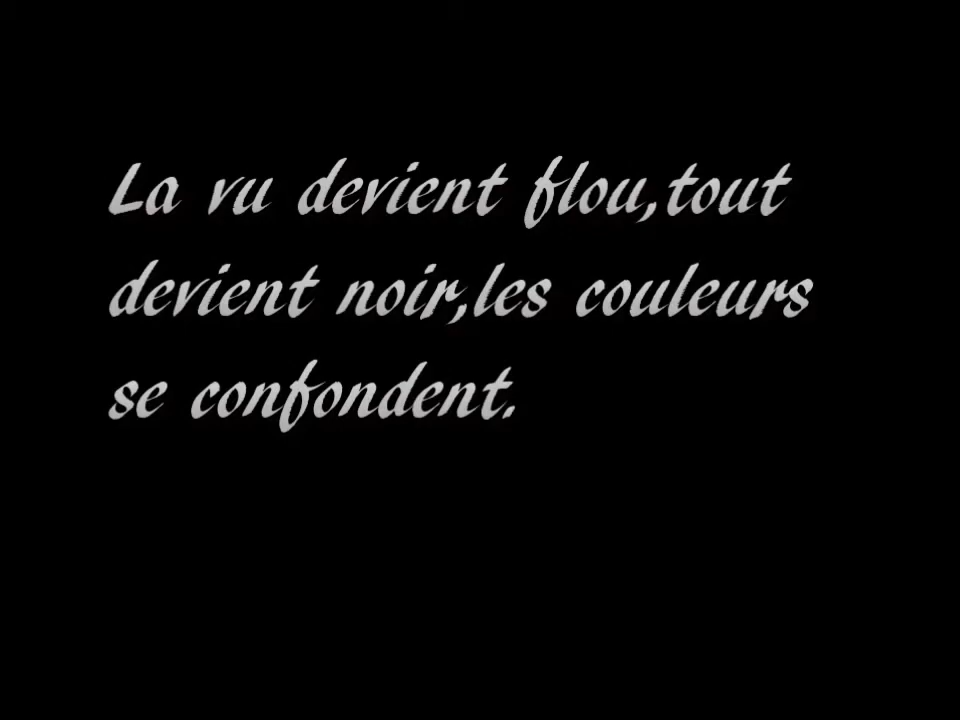 La vu devient flou,tout
devient noir,les couleurs
se confondent.